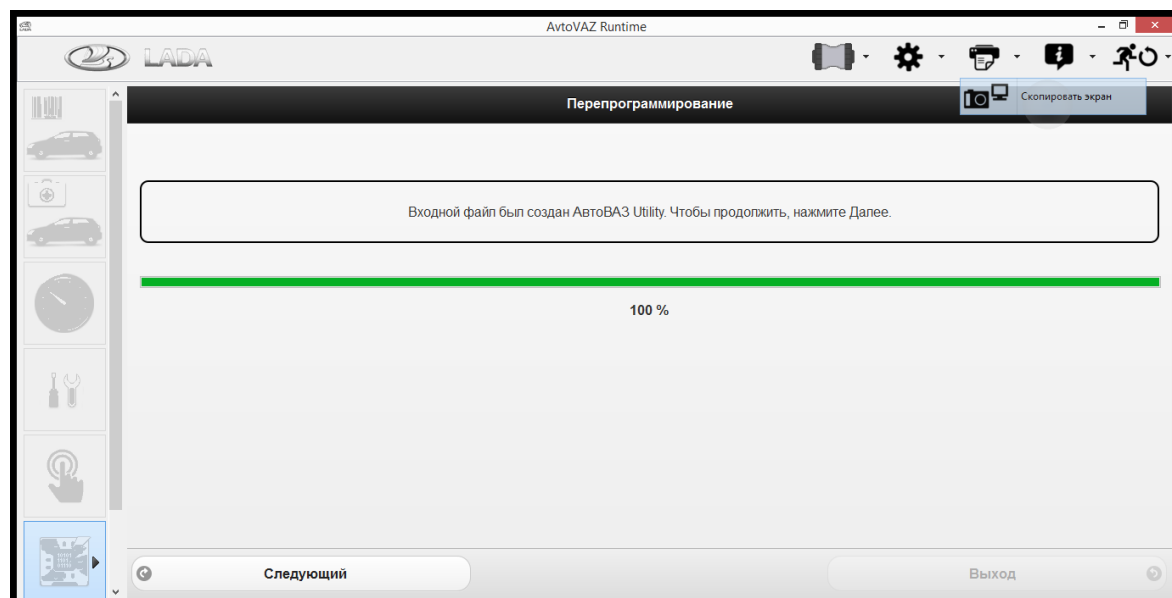 AvtoVAZ Runtime
LADA
Скопировать экран
Перепрограммирование
Входной файл был создан АвтоВАЗ Utility. Чтобы продолжить, нажмите Далее.
100 %
Следующий
Выход